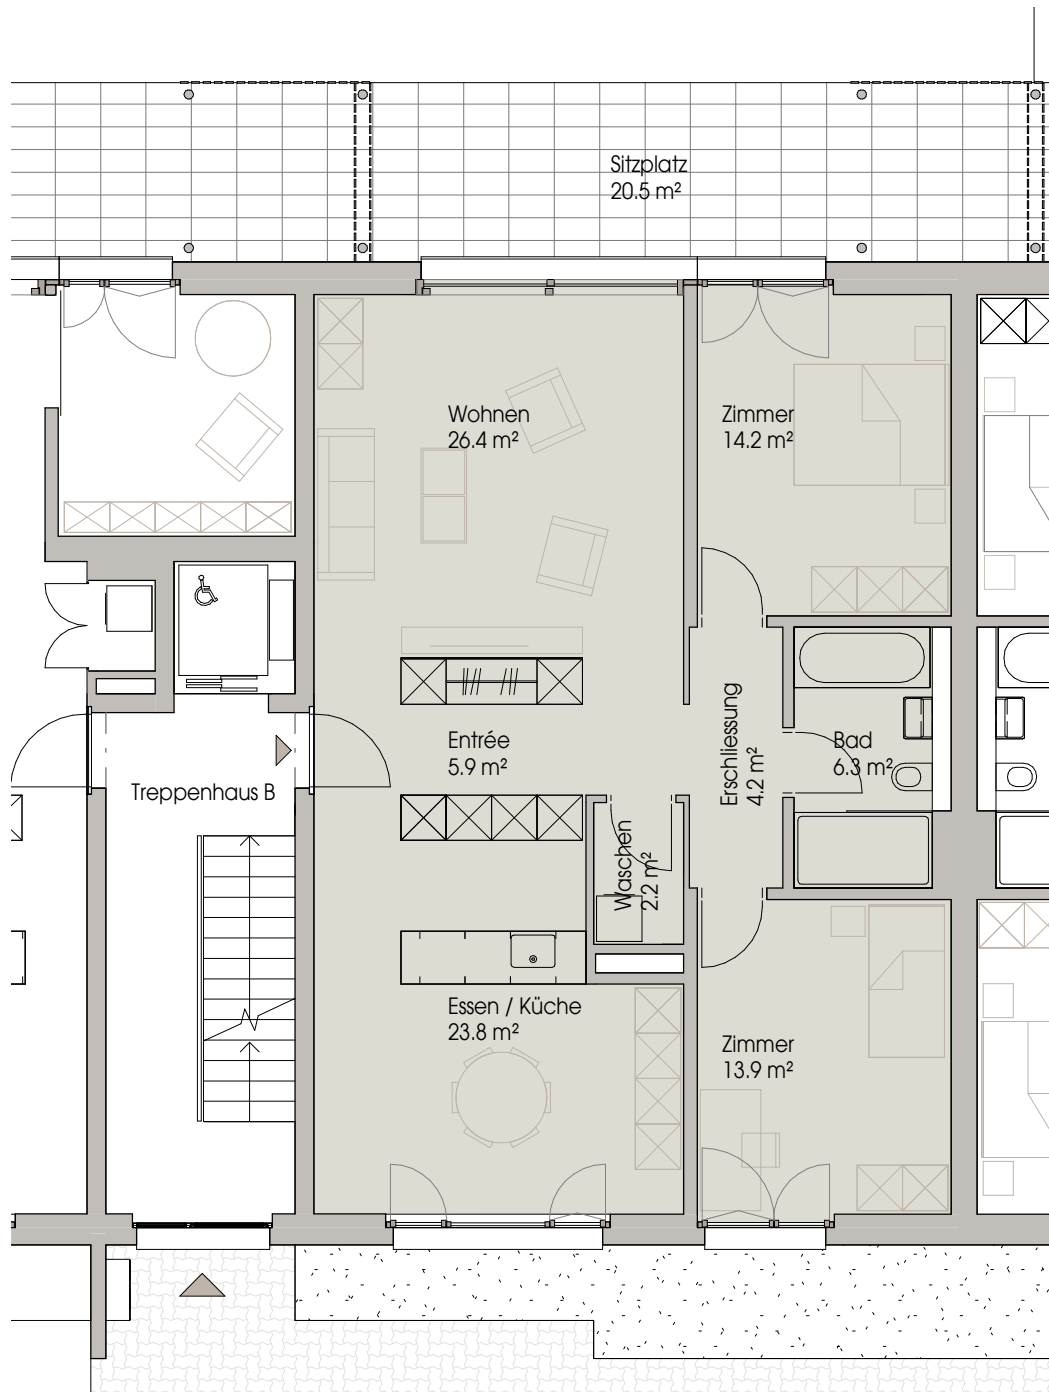 Sitzplatz
20.5 m²
Wohnen
26.4 m²
Zimmer
14.2 m²
Entrée
5.9 m²
Erschliessung
4.2 m²
Bad
6.3 m²
Treppenhaus B
Waschen
2.2 m²
Essen / Küche
23.8 m²
Zimmer
13.9 m²